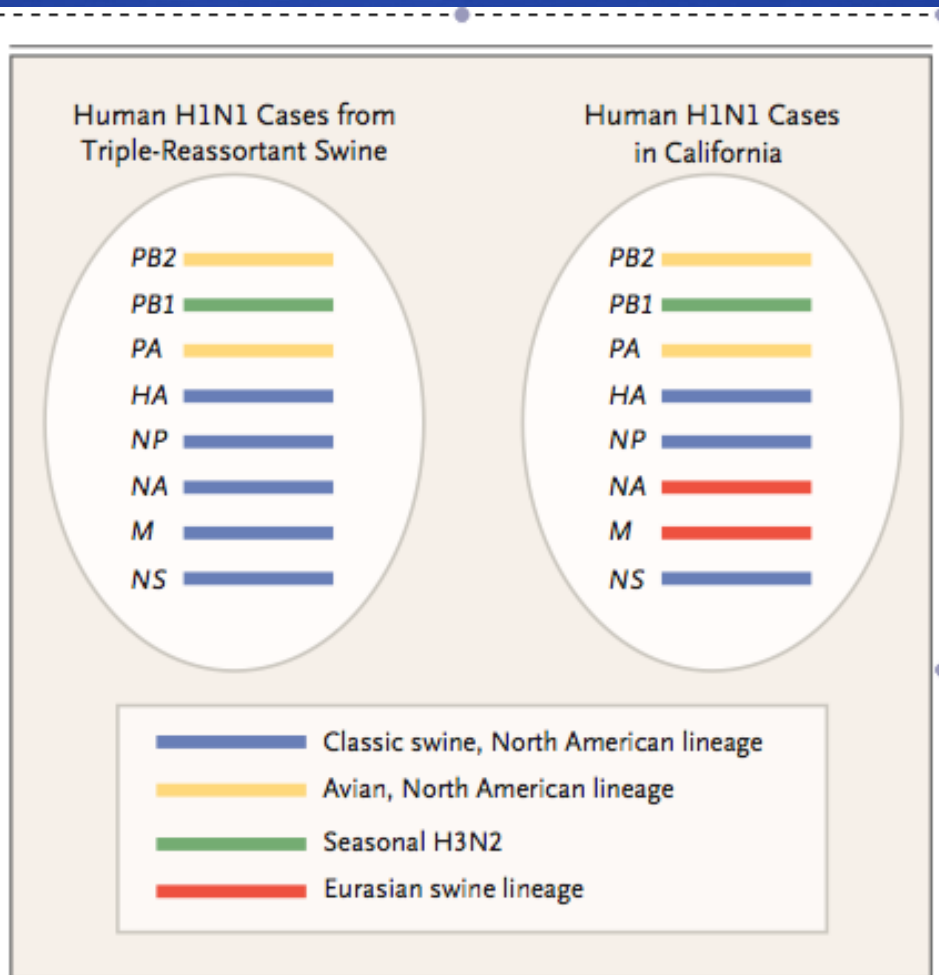 Human H1N1 Cases from
Triple-Reassortant Swine
PB2
PB1
PA
HA
NP
NA
M
NS
Human H1N1 Cases
in California
PB2
PB1
PA
HA
NP
NA
M
NS
Classic swine, North American lineage
Avian, North American lineage
Seasonal H3N2
Eurasian swine lineage